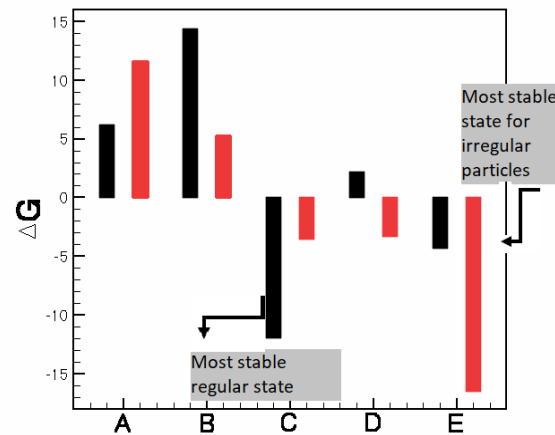 15
10
5
0
-5
-10
-15
ΔG
Most stable
state for
irregular
particles
Most stable
regular state
A B C D E